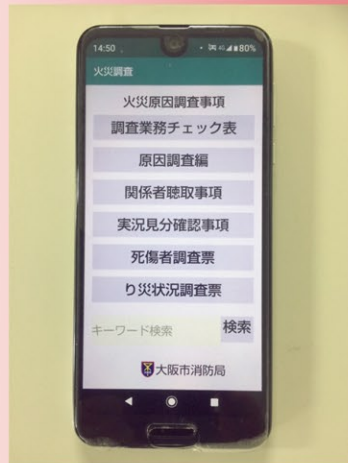 14:50
80%
火災調査
火災原因調査事項
調査業務チェック表
原因調査編
関係者聴取事項
実況見分確認事項
死傷者調査票
り災状況調査票
キーワード検索 検索
大阪市消防局